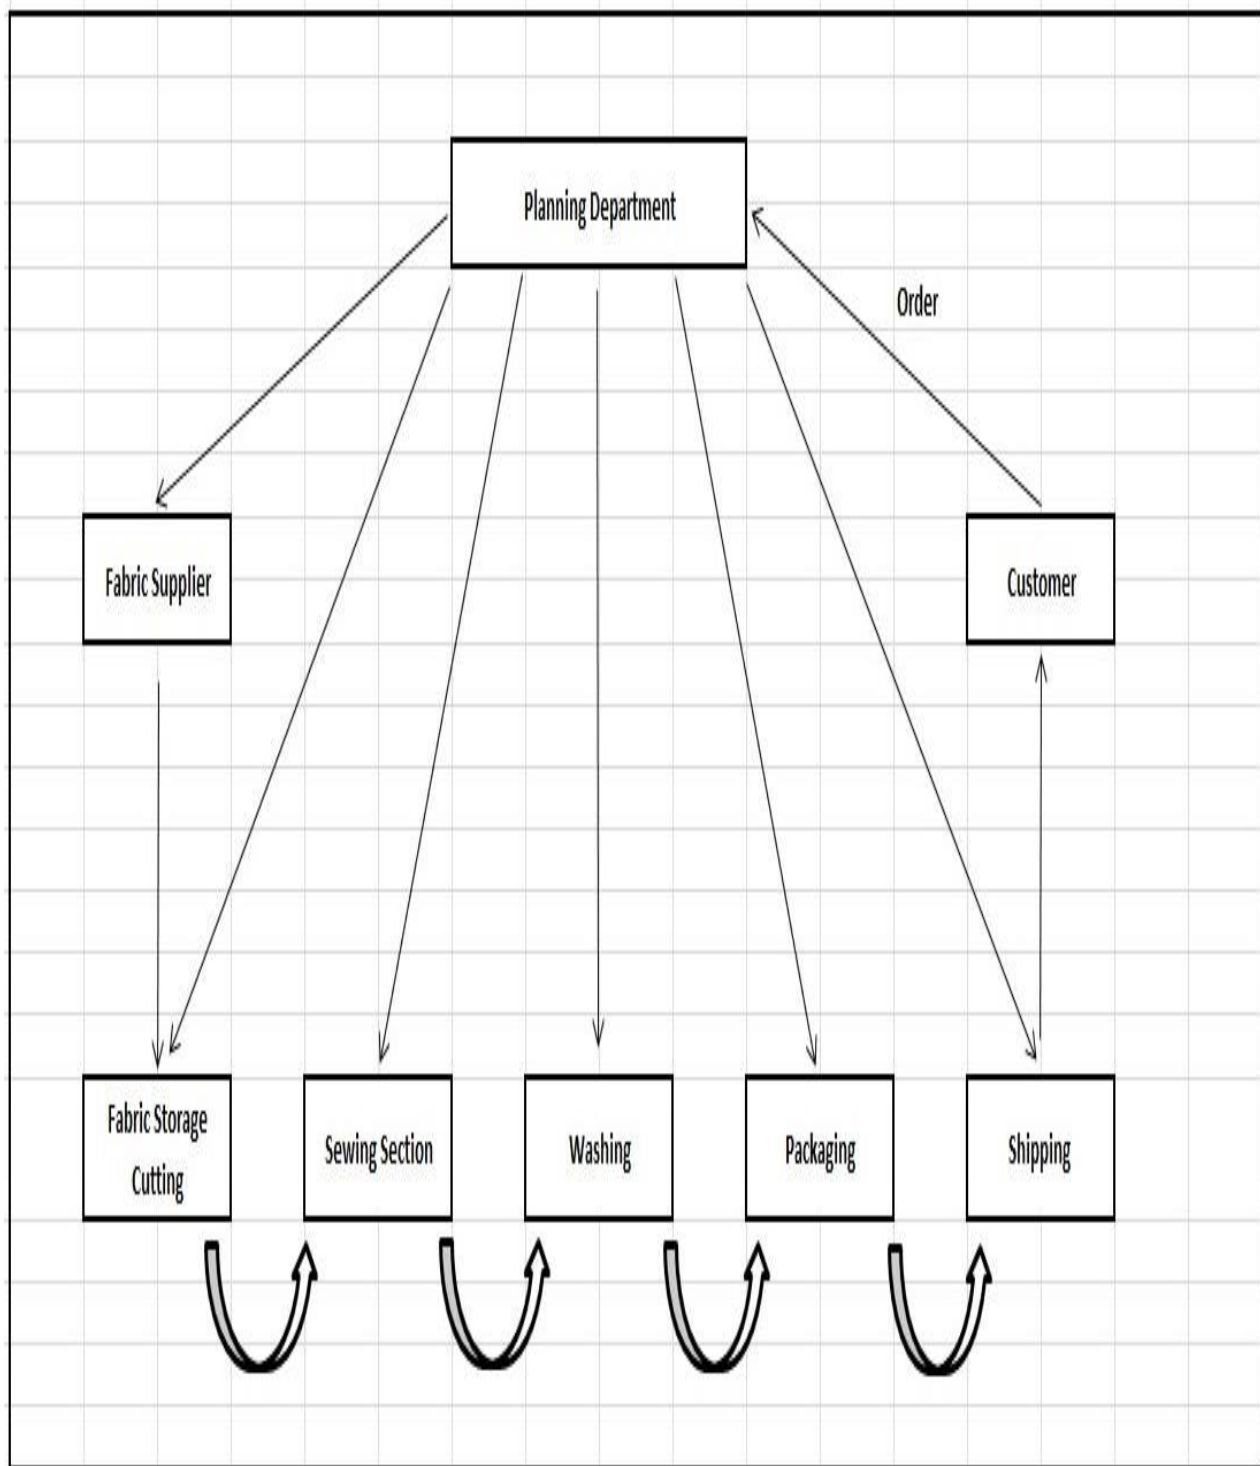 Planning Department
Order
Fabric Supplier
Customer
Fabric Storage
Cutting
Sewing Section
Washing
Packaging
Shipping